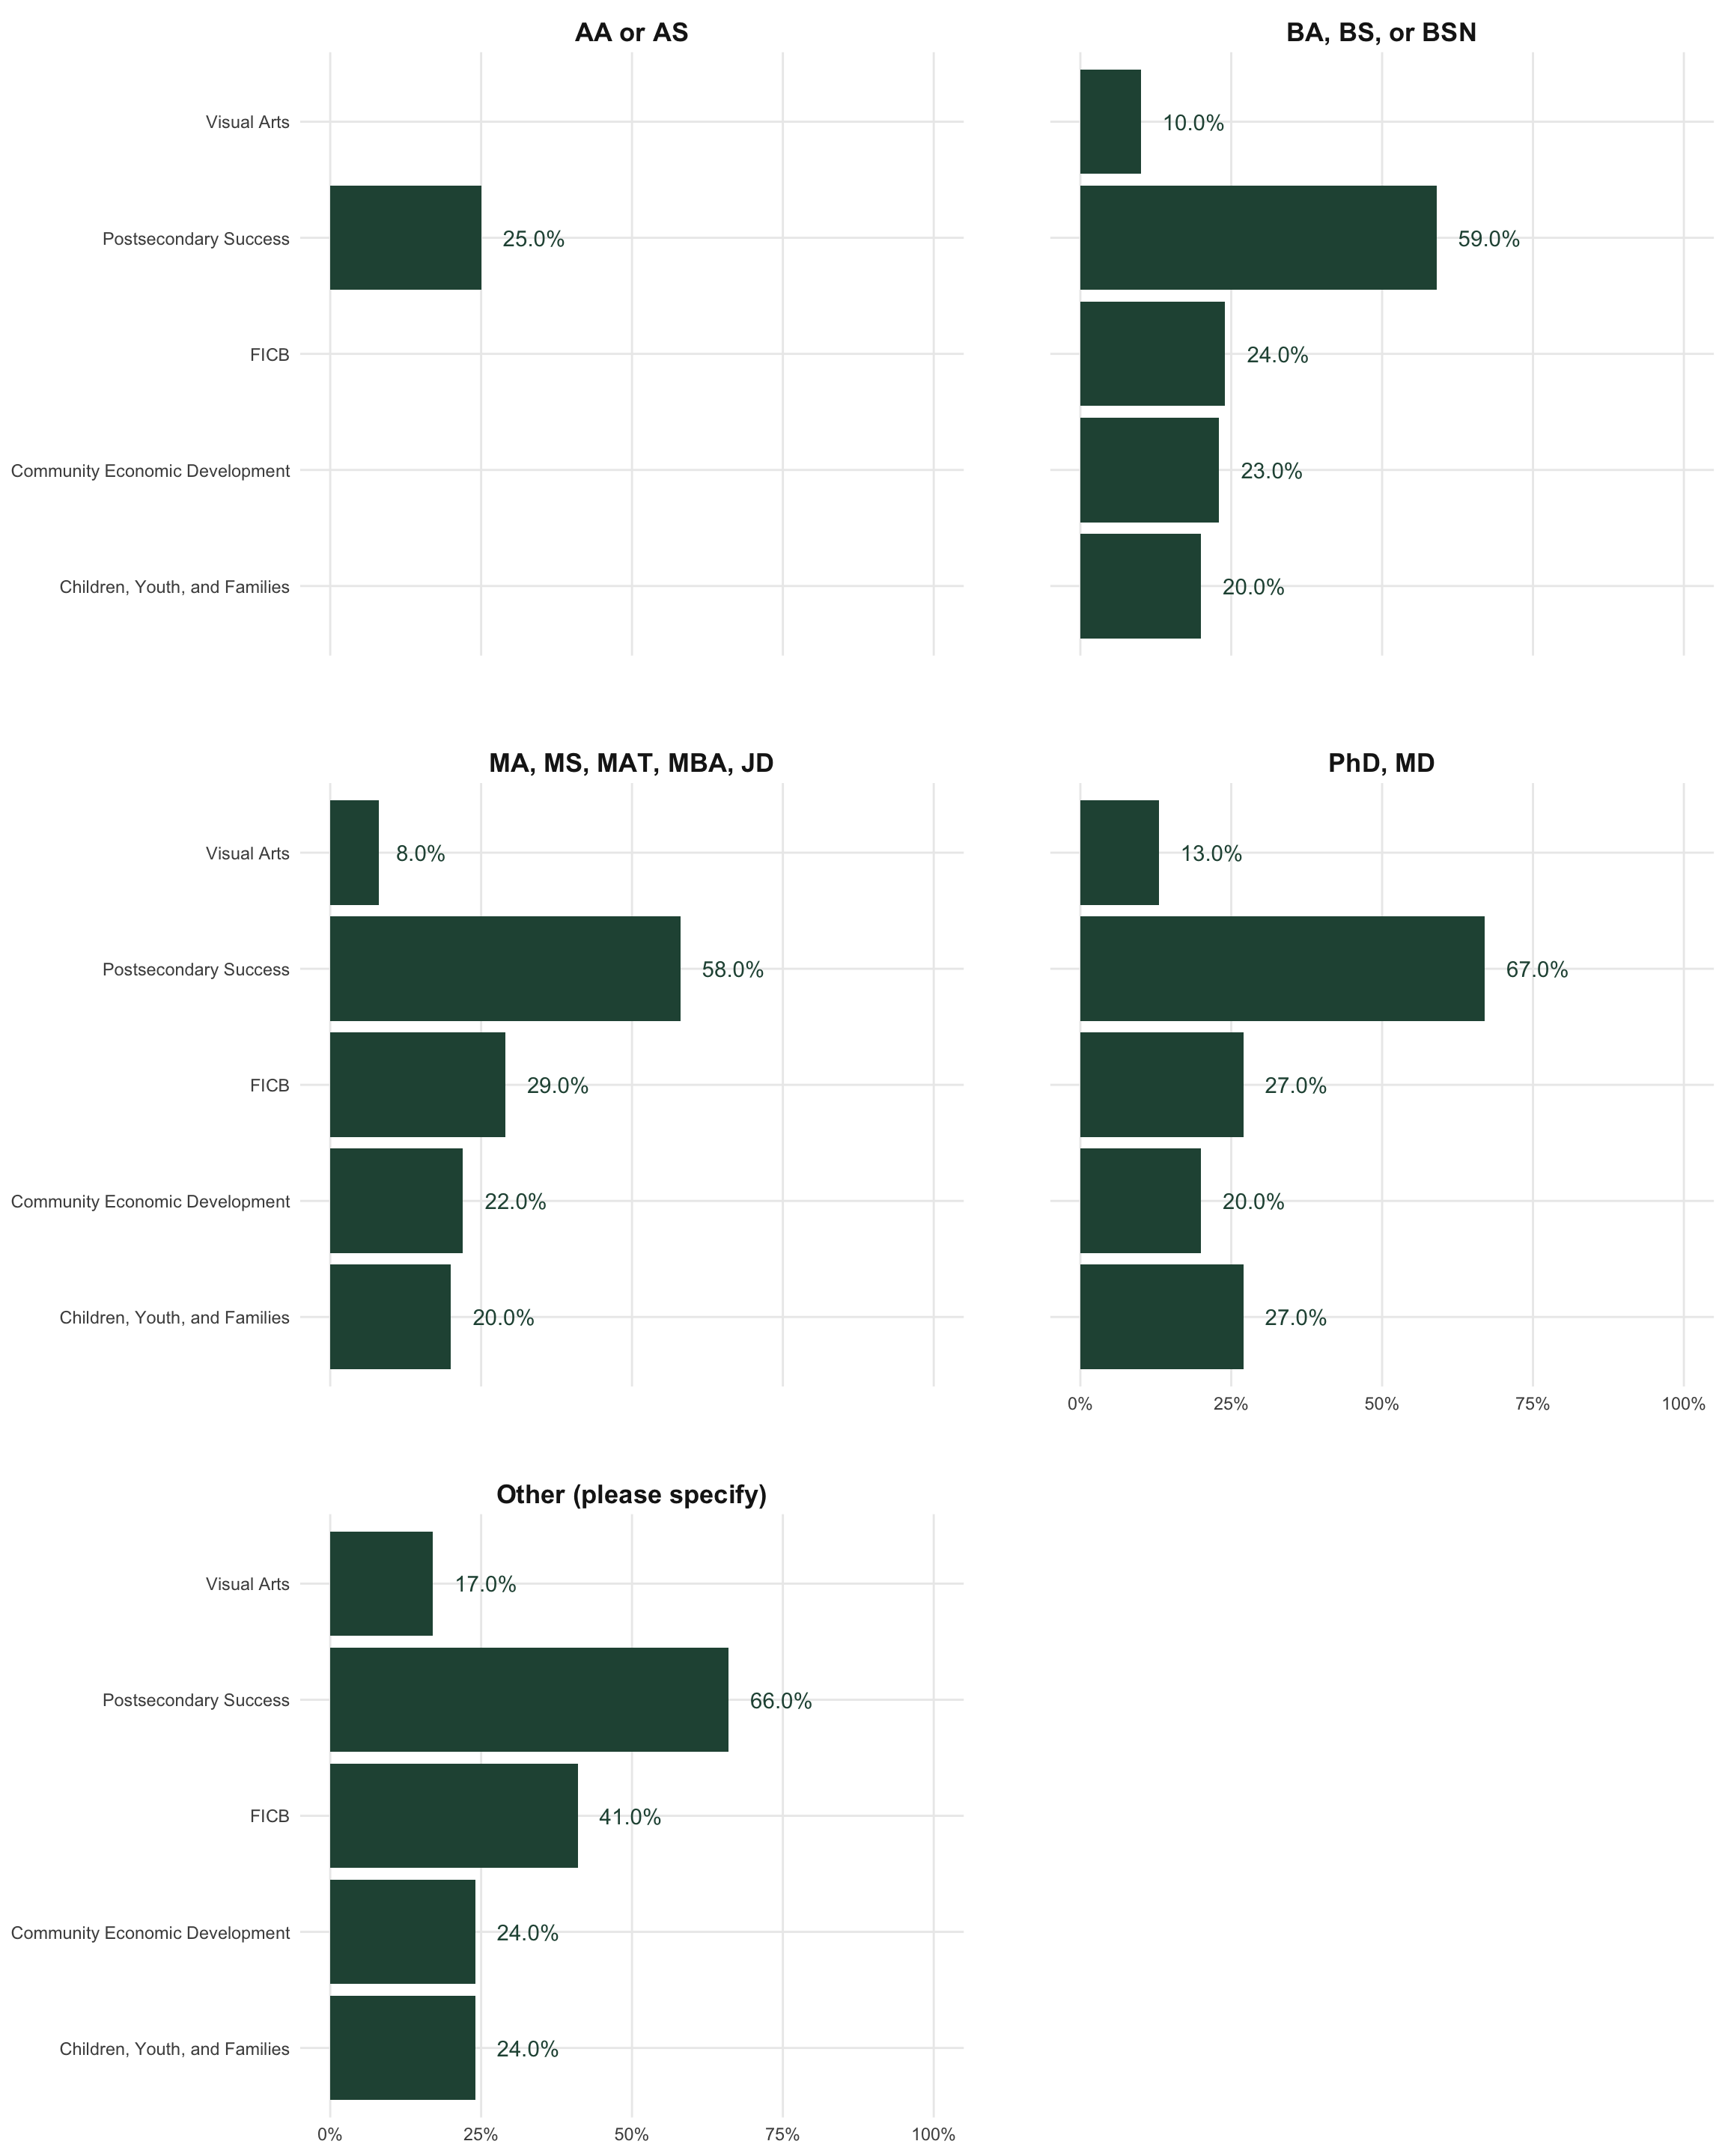 AA or AS
Visual Arts
Postsecondary Success
25.0%
FICB
Community Economic Development
Children, Youth, and Families
BA, BS, or BSN
10.0%
59.0%
24.0%
23.0%
20.0%
MA, MS, MAT, MBA, JD
Visual Arts
8.0%
Postsecondary Success
58.0%
FICB
29.0%
Community Economic Development
22.0%
Children, Youth, and Families
20.0%
PhD, MD
13.0%
67.0%
27.0%
20.0%
27.0%
0% 25% 50% 75% 100%
Other (please specify)
Visual Arts
17.0%
Postsecondary Success
66.0%
FICB
41.0%
Community Economic Development
24.0%
Children, Youth, and Families
24.0%
0% 25% 50% 75% 100%